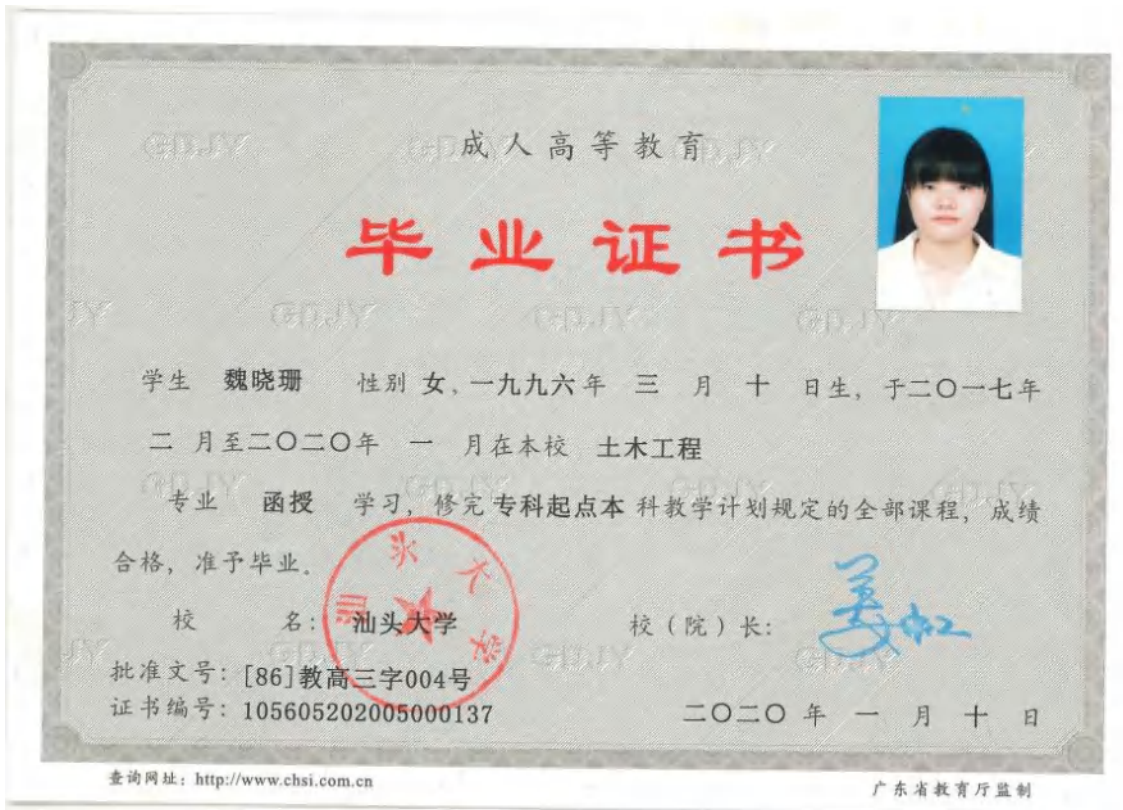 成人高等教育
毕业证书
学生 魏晓珊 性别 女,一九九六年 三 月 十 日生,于二〇一七年
二 月至二〇二〇年 一 月在本校 土木工程
专业 函授 学习,修完 专科起点本 科教学计划规定的全部课程,成绩
合格,准予毕业。
汕头大学
校 名: 汕头大学 校(院)长: 姜虹
批准文号:[86]教高三字004号
证书编号:105605202005000137 二〇二〇 年 一 月 十 日
查询网址:http://www.chsi.com.cn 广东省教育厅监制